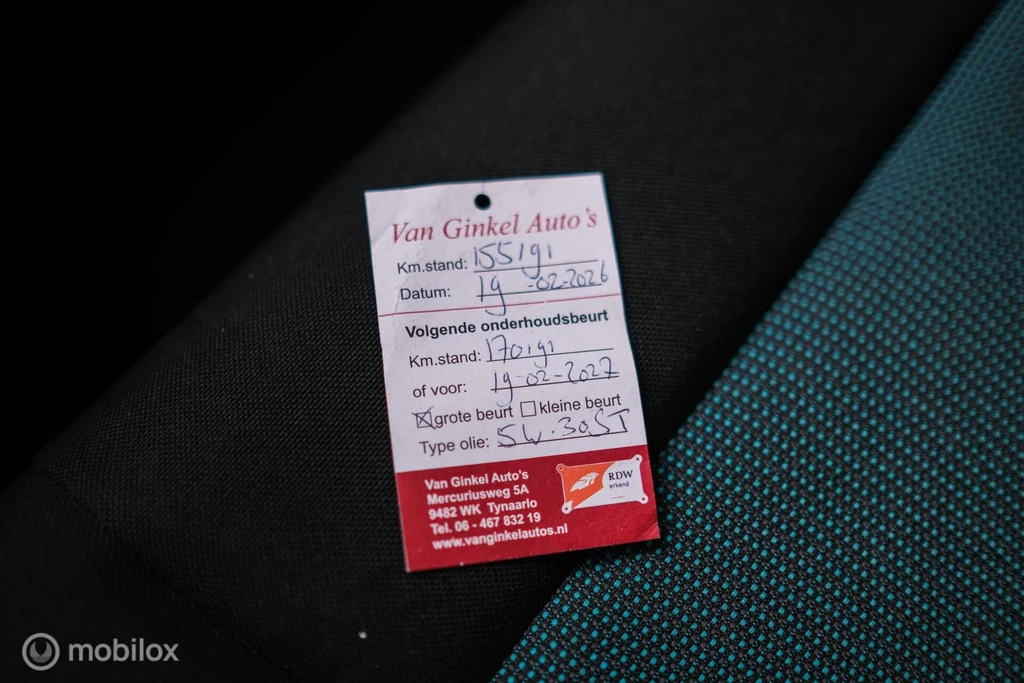 Van Ginkel Auto's
Km.stand: 155191
Datum: 19-02-2026
Volgende onderhoudsbeurt
Km.stand: 170191
of voor: 19-02-2027
grote beurt kleine beurt
Type olie: 5W.30ST
Van Ginkel Auto's
Mercuriusweg 5A
9482 WK Tynaarlo
Tel. 06 - 467 832 19
www.vanginkelautos.nl
RDW
erkend
mobilox